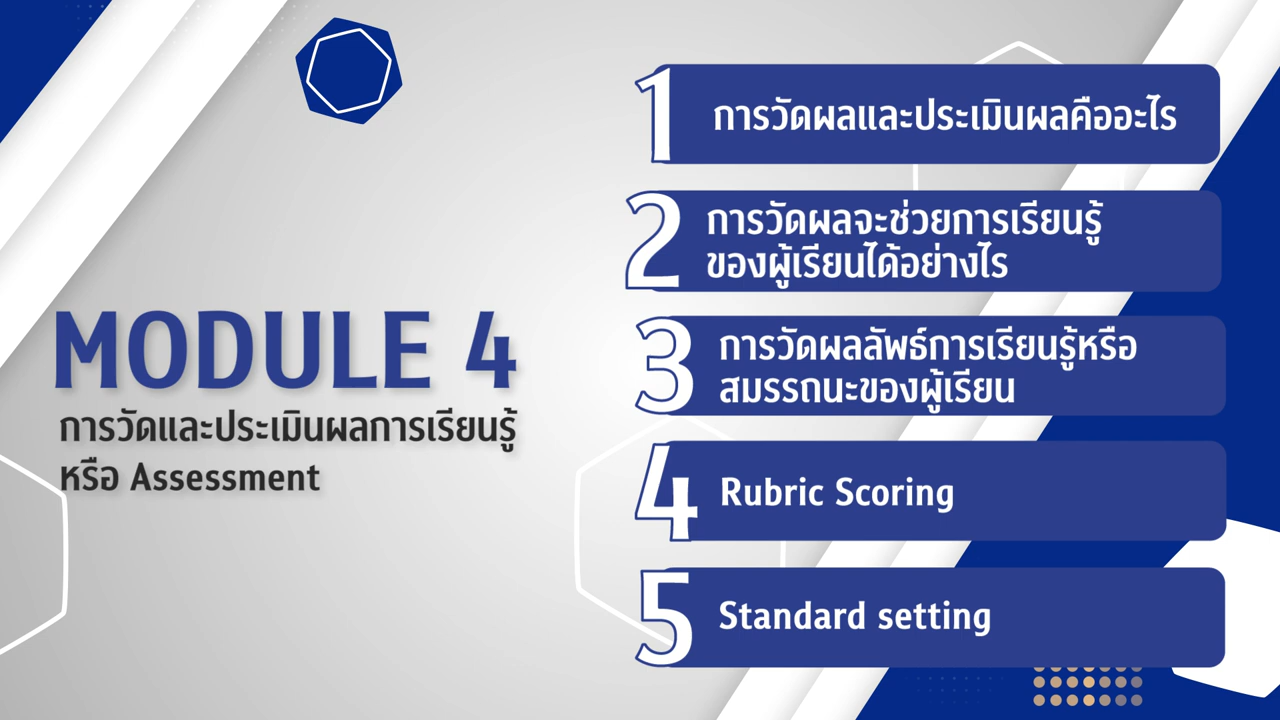 MODULE 4
การวัดและประเมินผลการเรียนรู้
หรือ Assessment
1
การวัดผลและประเมินผลคืออะไร
2
การวัดผลจะช่วยการเรียนรู้
ของผู้เรียนได้อย่างไร
3
การวัดผลลัพธ์การเรียนรู้หรือ
สมรรถนะของผู้เรียน
4
Rubric Scoring
5
Standard setting